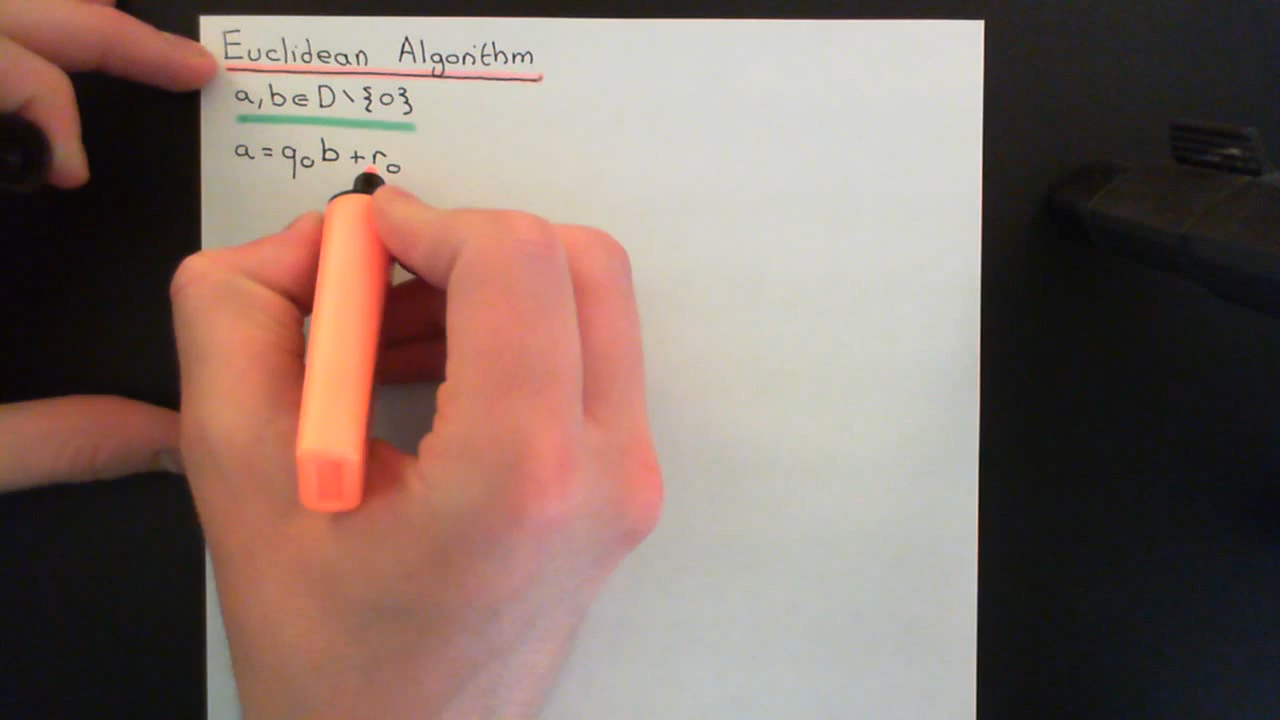 Euclidean Algorithm
a, b ∈ D \ {0}
a = q₀b + r₀